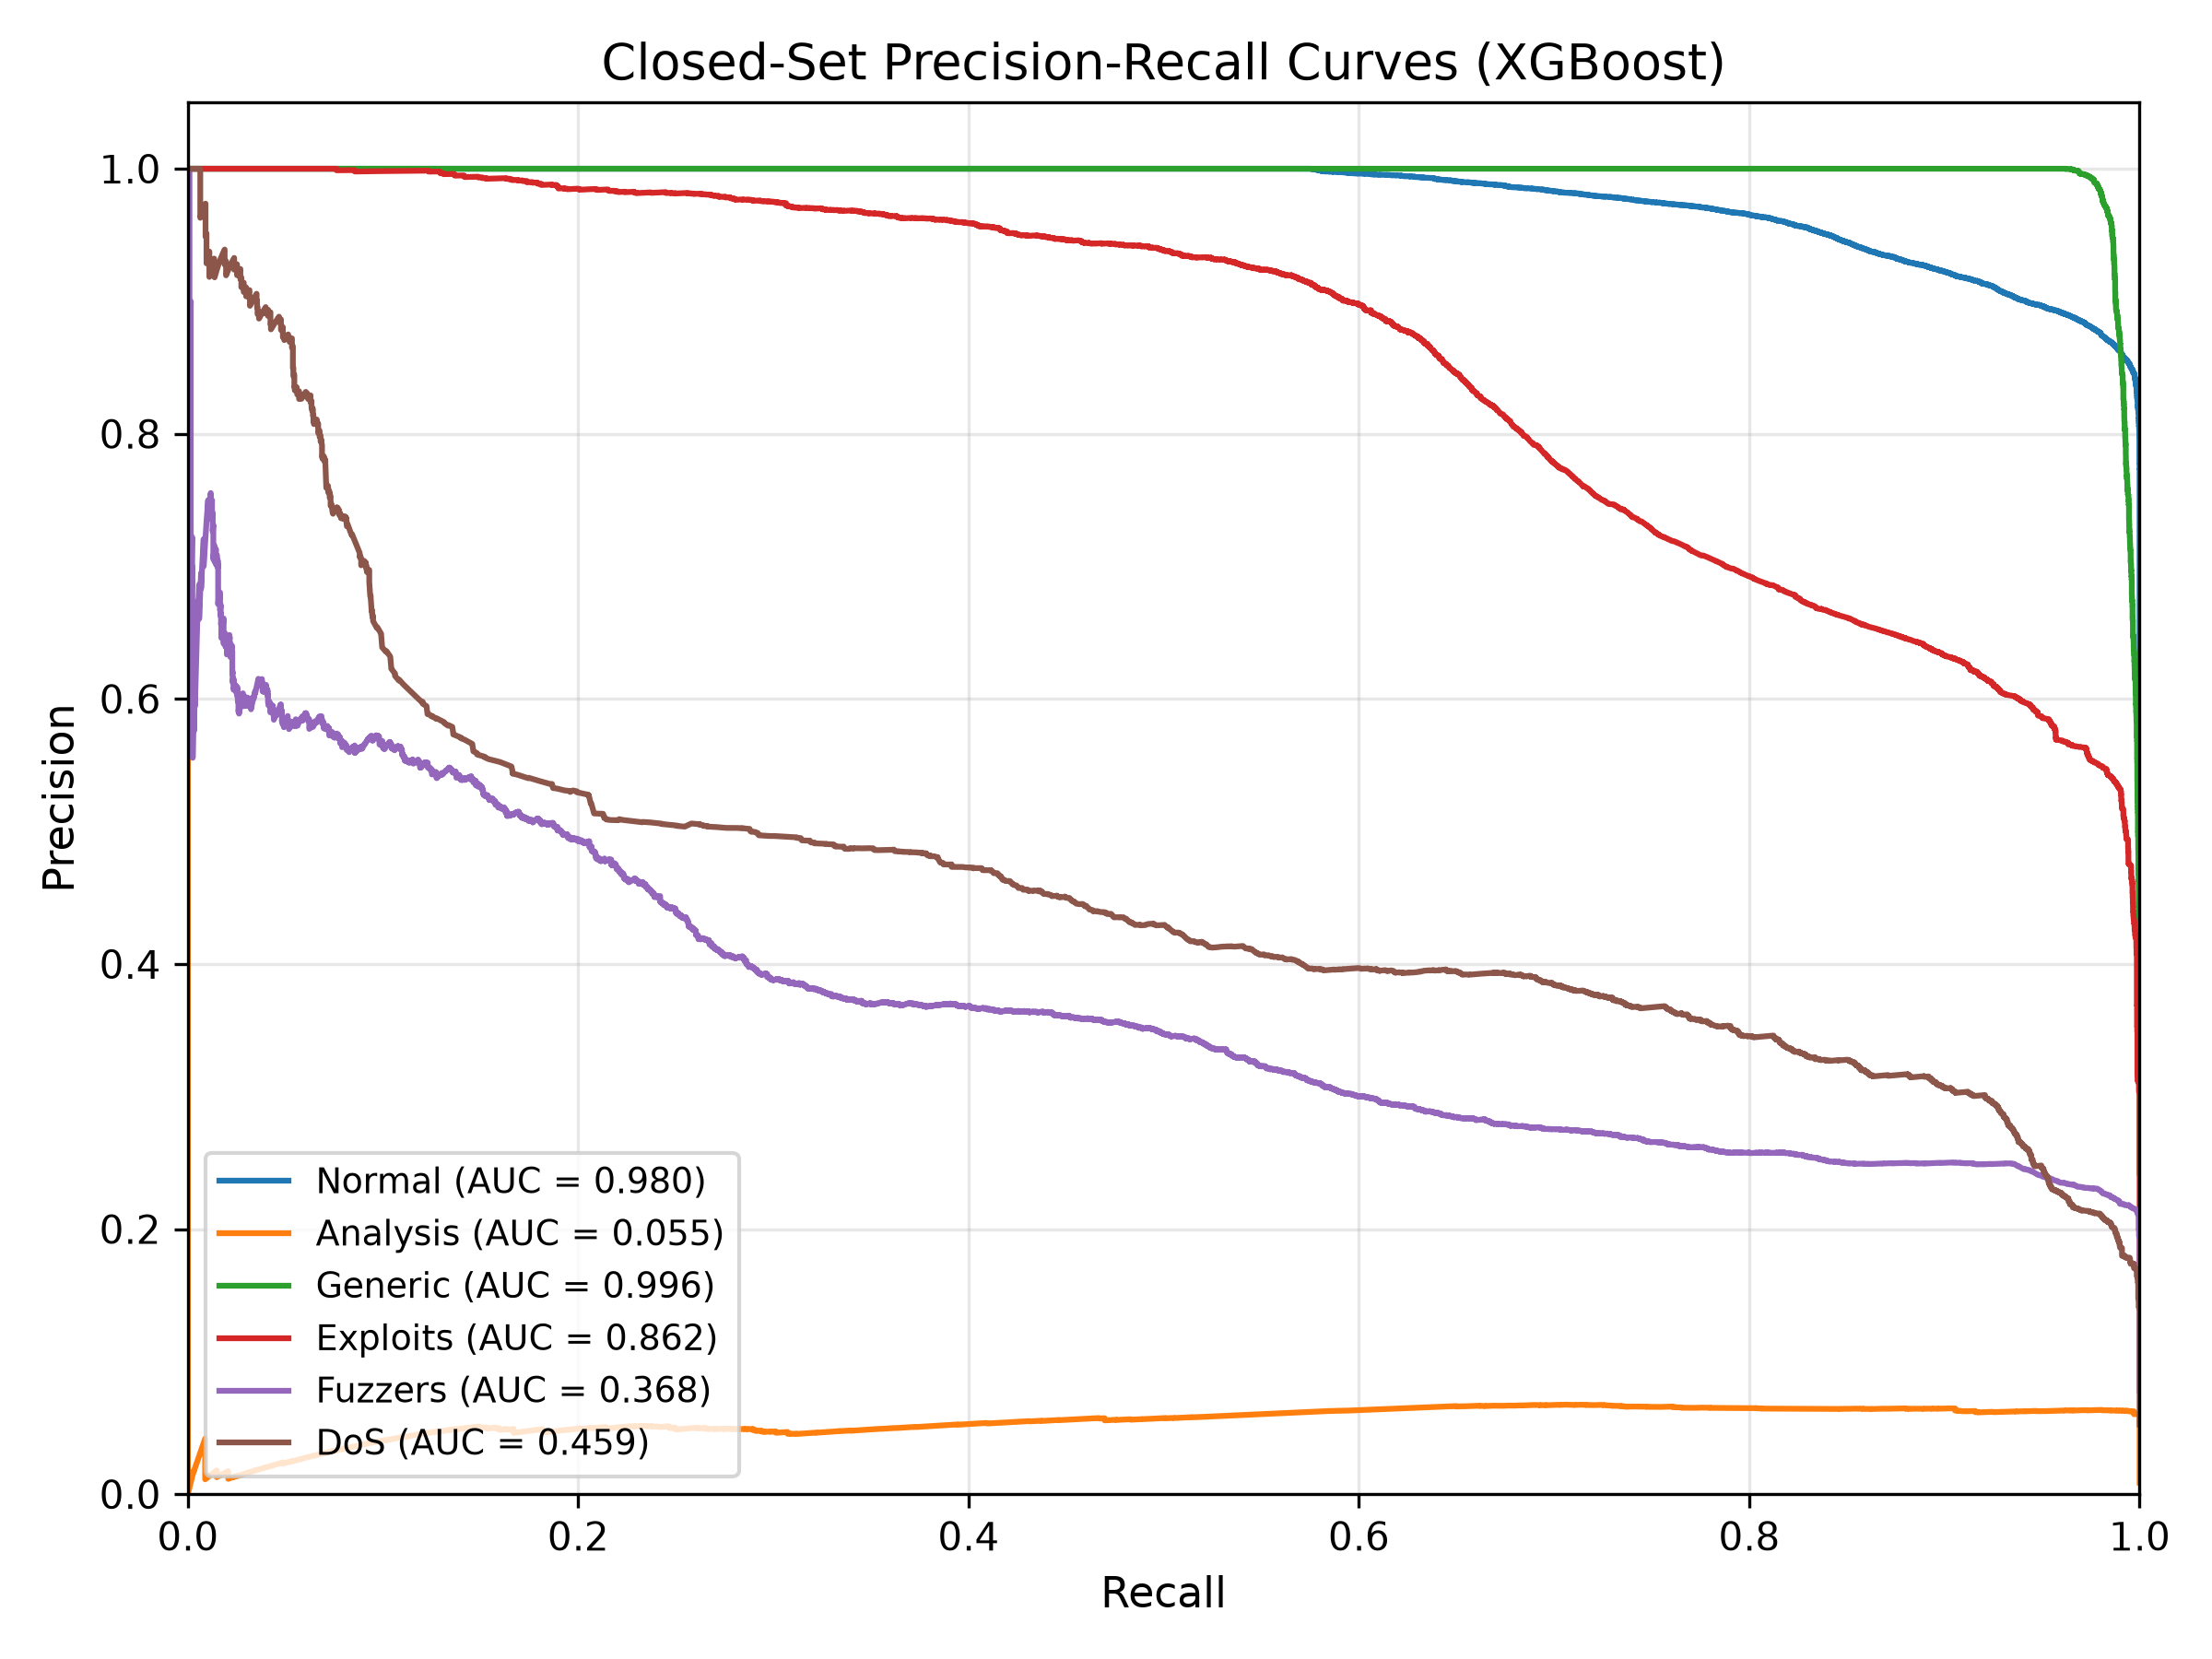 Closed-Set Precision-Recall Curves (XGBoost)
1.0
0.8
0.6
0.4
0.2
0.0
Precision
Normal (AUC = 0.980)
Analysis (AUC = 0.055)
Generic (AUC = 0.996)
Exploits (AUC = 0.862)
Fuzzers (AUC = 0.368)
DoS (AUC = 0.459)
0.0 0.2 0.4 0.6 0.8 1.0
Recall